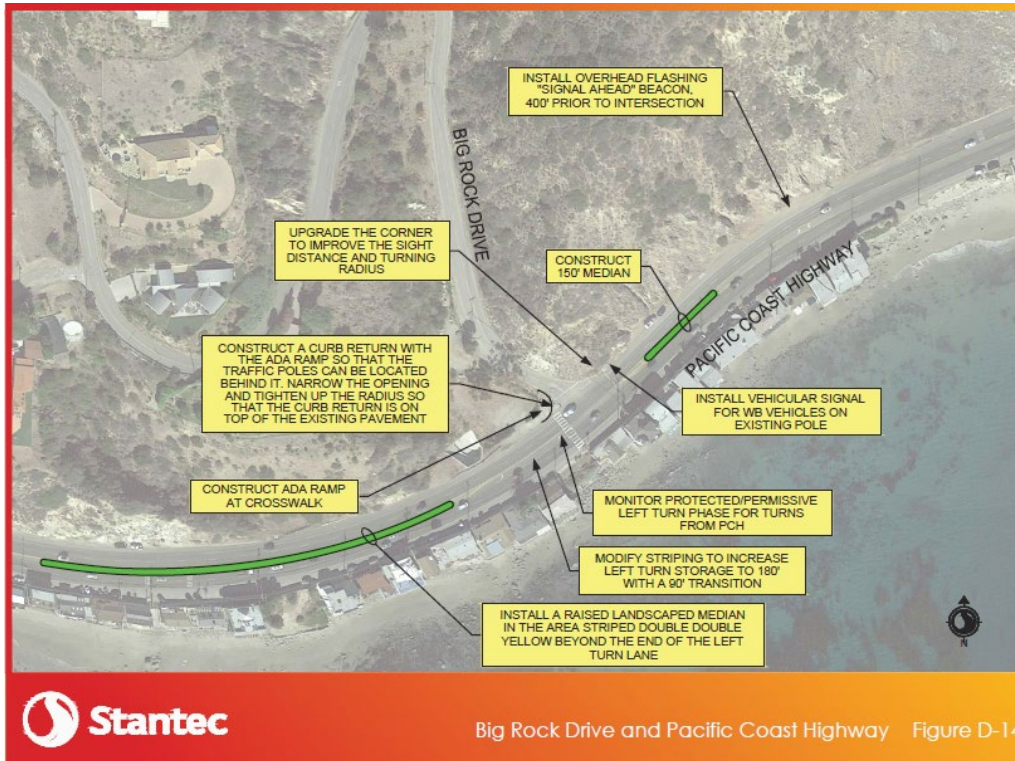 INSTALL OVERHEAD FLASHING
"SIGNAL AHEAD" BEACON,
400' PRIOR TO INTERSECTION
BIG ROCK DRIVE
UPGRADE THE CORNER
TO IMPROVE THE SIGHT
DISTANCE AND TURNING
RADIUS
CONSTRUCT
150' MEDIAN
PACIFIC COAST HIGHWAY
CONSTRUCT A CURB RETURN WITH
THE ADA RAMP SO THAT THE
TRAFFIC POLES CAN BE LOCATED
BEHIND IT. NARROW THE OPENING
AND TIGHTEN UP THE RADIUS SO
THAT THE CURB RETURN IS ON
TOP OF THE EXISTING PAVEMENT
INSTALL VEHICULAR SIGNAL
FOR WB VEHICLES ON
EXISTING POLE
CONSTRUCT ADA RAMP
AT CROSSWALK
MONITOR PROTECTED/PERMISSIVE
LEFT TURN PHASE FOR TURNS
FROM PCH
MODIFY STRIPING TO INCREASE
LEFT TURN STORAGE TO 180'
WITH A 90' TRANSITION
INSTALL A RAISED LANDSCAPED MEDIAN
IN THE AREA STRIPED DOUBLE DOUBLE
YELLOW BEYOND THE END OF THE LEFT
TURN LANE
N
Stantec
Big Rock Drive and Pacific Coast Highway Figure D-14